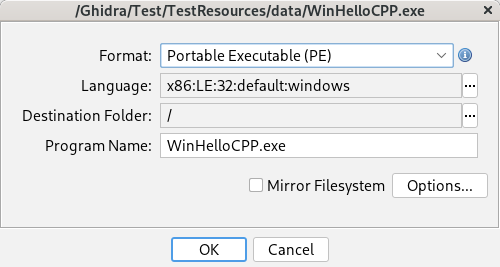 /Ghidra/Test/TestResources/data/WinHelloCPP.exe
Format: Portable Executable (PE)
Language: x86:LE:32:default:windows ...
Destination Folder: / ...
Program Name: WinHelloCPP.exe
Mirror Filesystem Options...
OK Cancel